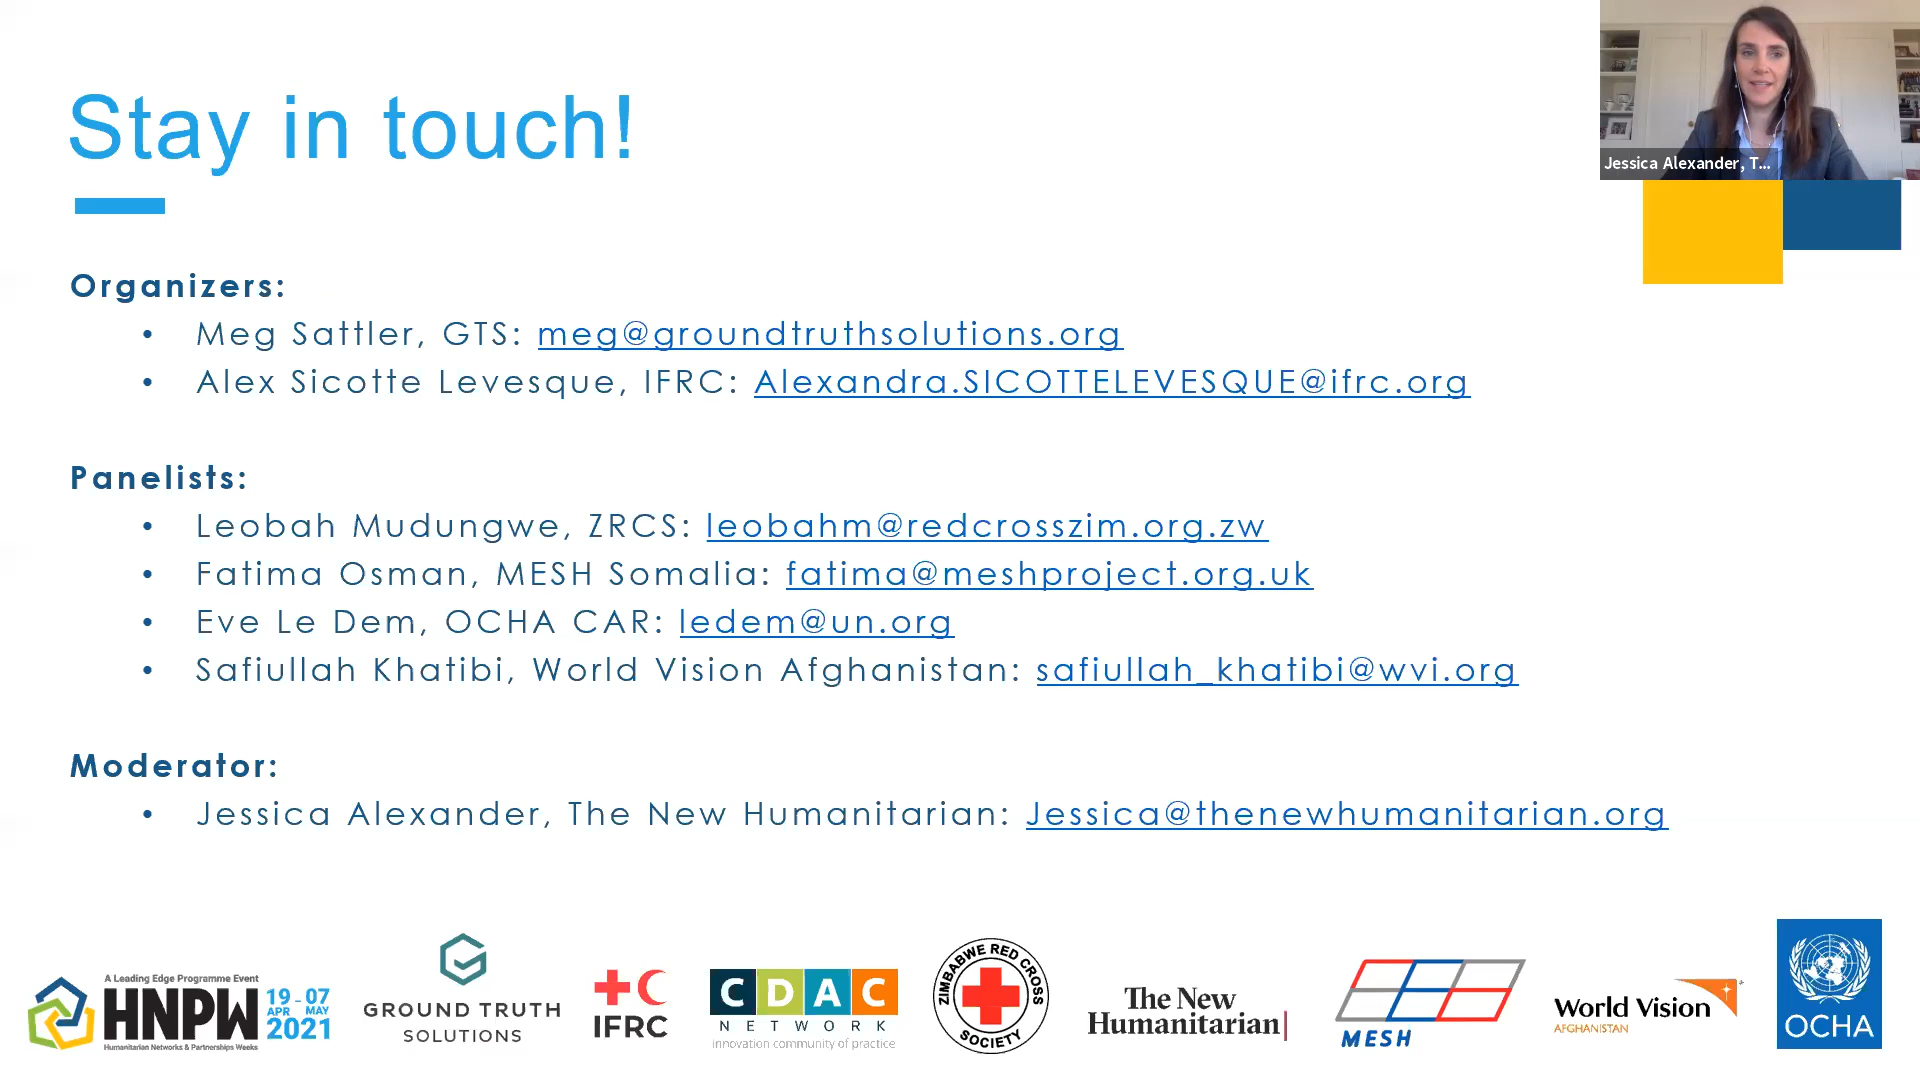 Stay in touch!
Jessica Alexander, T...
Organizers:
• Meg Sattler, GTS: meg@groundtruthsolutions.org
• Alex Sicotte Levesque, IFRC: Alexandra.SICOTTELEVESQUE@ifrc.org
Panelists:
• Leobah Mudungwe, ZRCS: leobahm@redcrosszim.org.zw
• Fatima Osman, MESH Somalia: fatima@meshproject.org.uk
• Eve Le Dem, OCHA CAR: ledem@un.org
• Safiullah Khatibi, World Vision Afghanistan: safiullah_khatibi@wvi.org
Moderator:
• Jessica Alexander, The New Humanitarian: Jessica@thenewhumanitarian.org
A Leading Edge Programme Event
HNPW
Humanitarian Networks & Partnerships Weeks
19 - 07
APR MAY
2021
GROUND TRUTH
SOLUTIONS
IFRC
CDAC
NETWORK
innovation community of practice
ZIMBABWE RED CROSS
SOCIETY
The New
Humanitarian
MESH
World Vision
AFGHANISTAN
OCHA